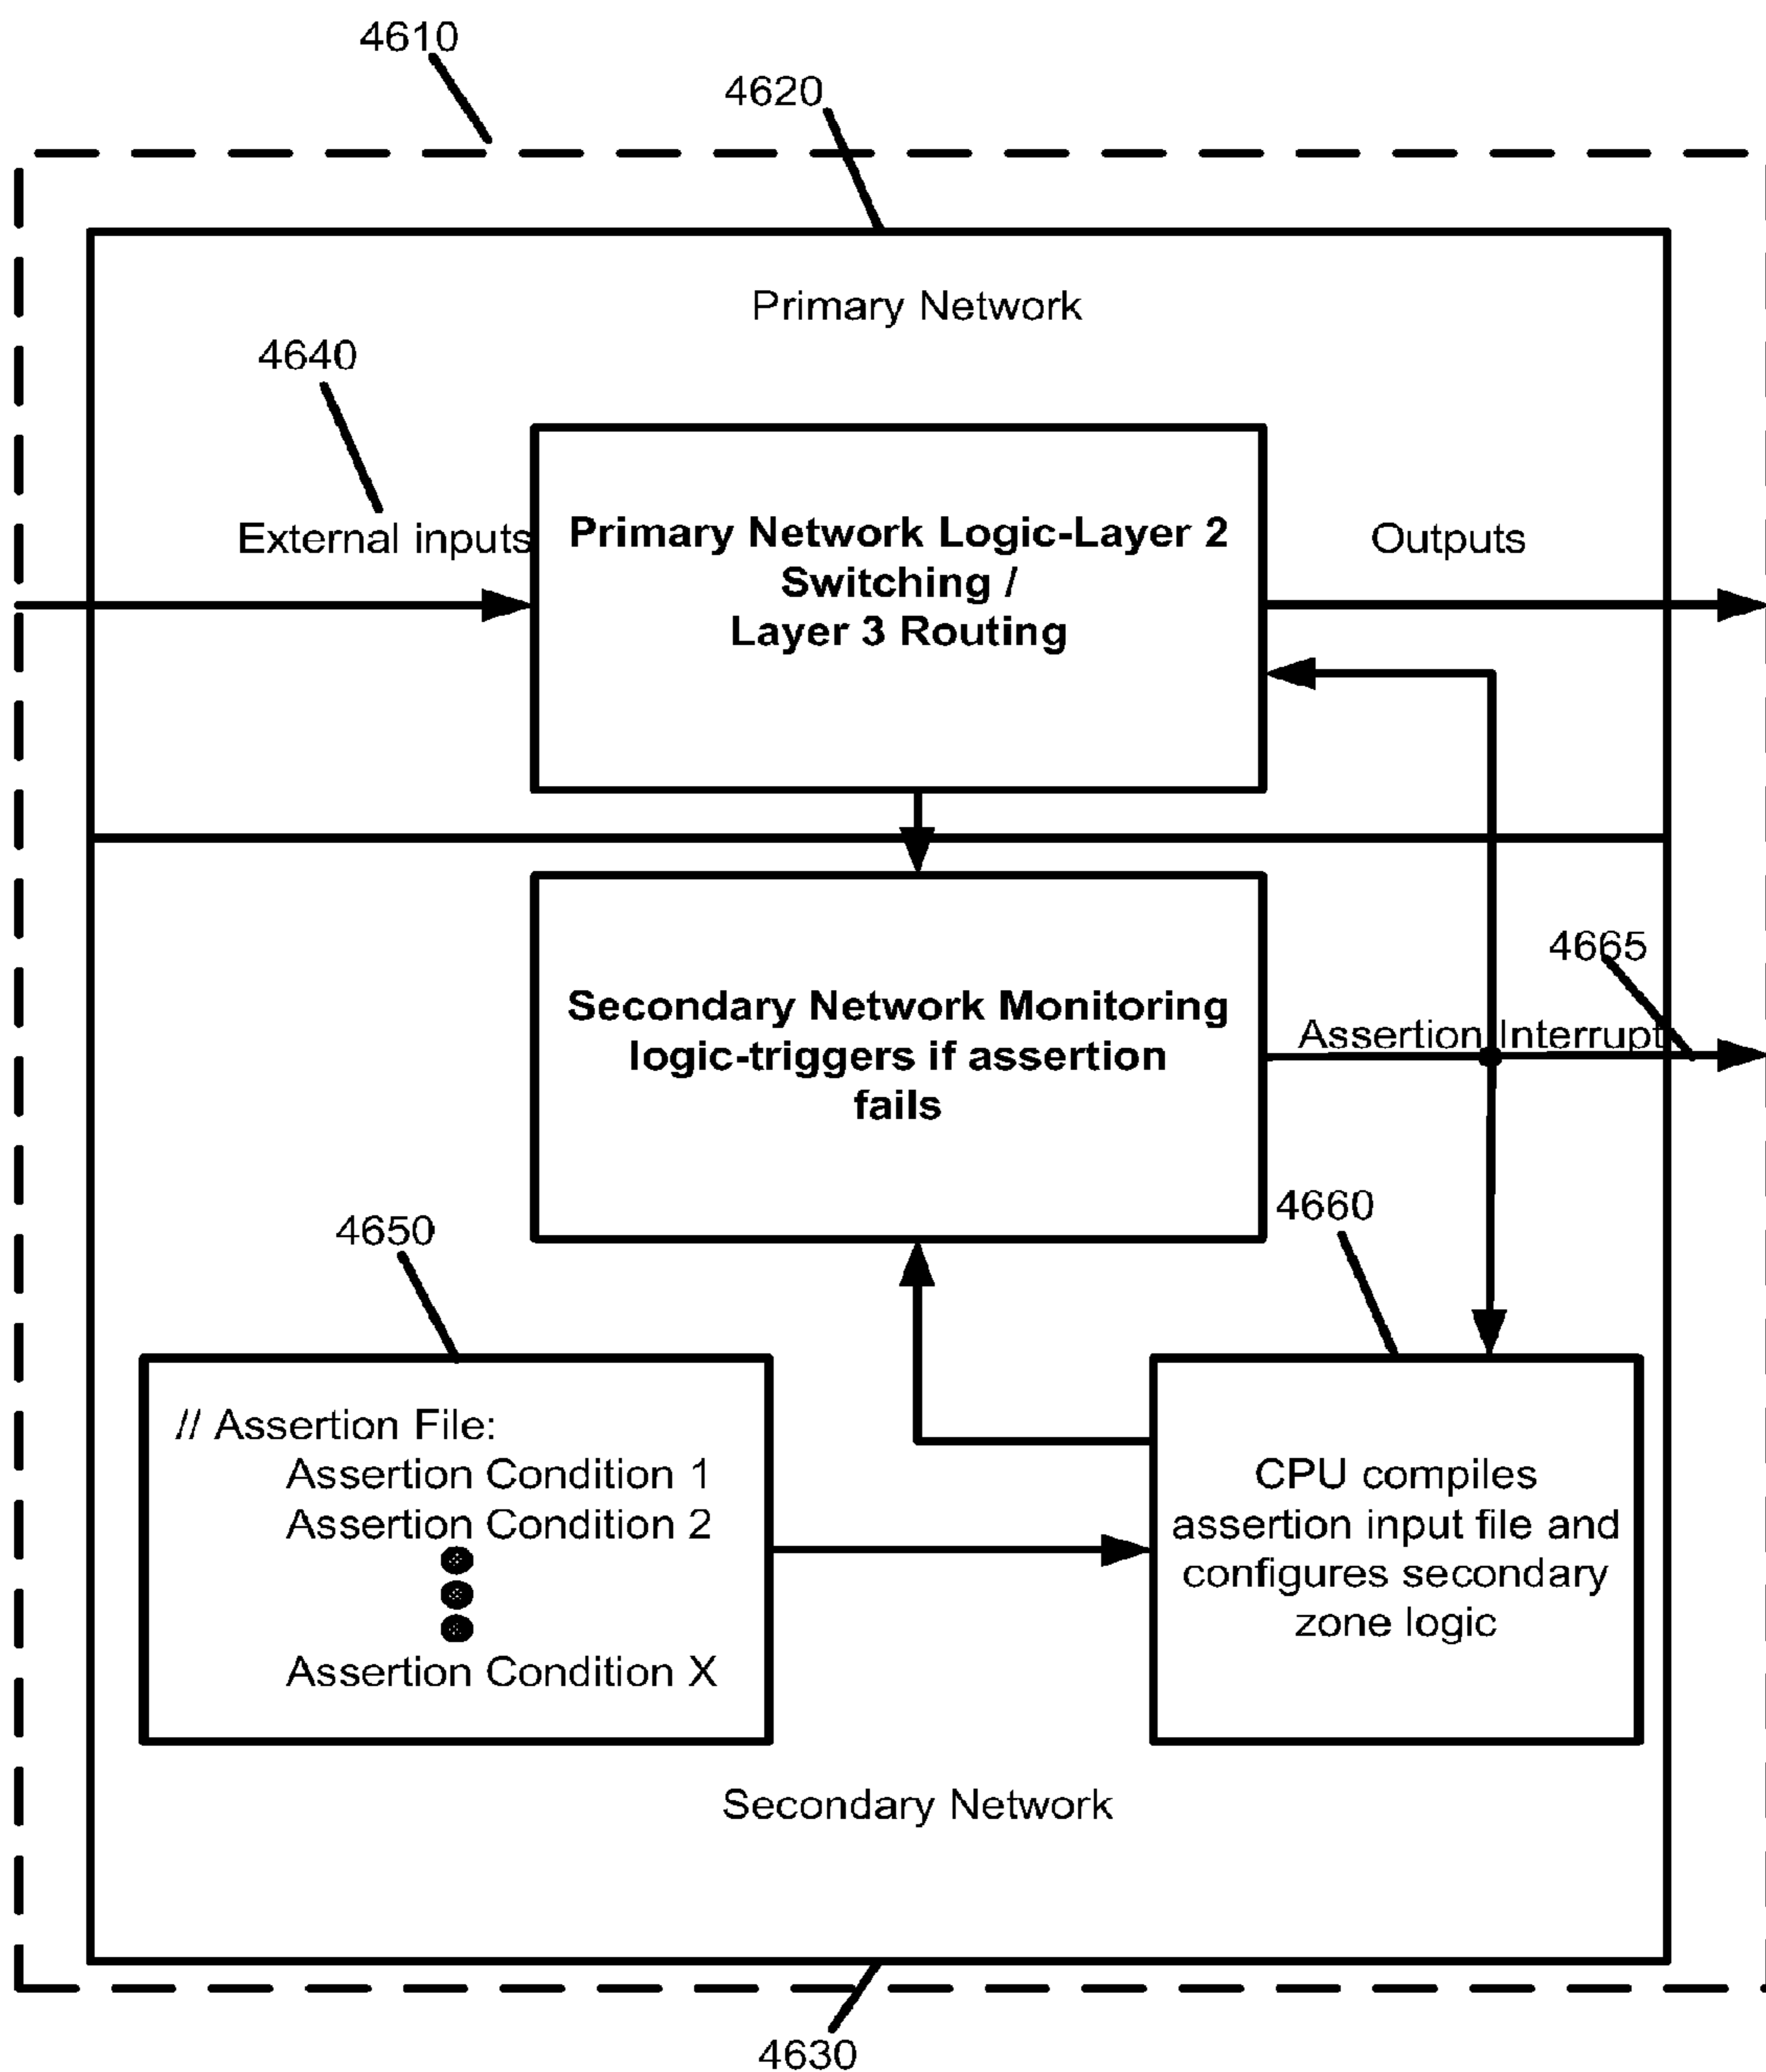 4610
4620
Primary Network
4640
External inputs
Primary Network Logic-Layer 2
Switching /
Layer 3 Routing
Outputs
4665
Secondary Network Monitoring
logic-triggers if assertion
fails
Assertion Interrupt
4650
4660
// Assertion File:
Assertion Condition 1
Assertion Condition 2
Assertion Condition X
CPU compiles
assertion input file and
configures secondary
zone logic
Secondary Network
4630